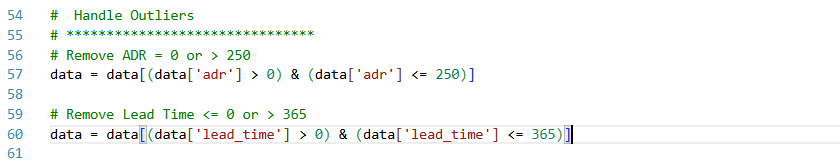 54 #  Handle Outliers
55 # *******************************
56 # Remove ADR = 0 or > 250
57 data = data[(data['adr'] > 0) & (data['adr'] <= 250)]
58
59 # Remove Lead Time <= 0 or > 365
60 data = data[(data['lead_time'] > 0) & (data['lead_time'] <= 365)]
61